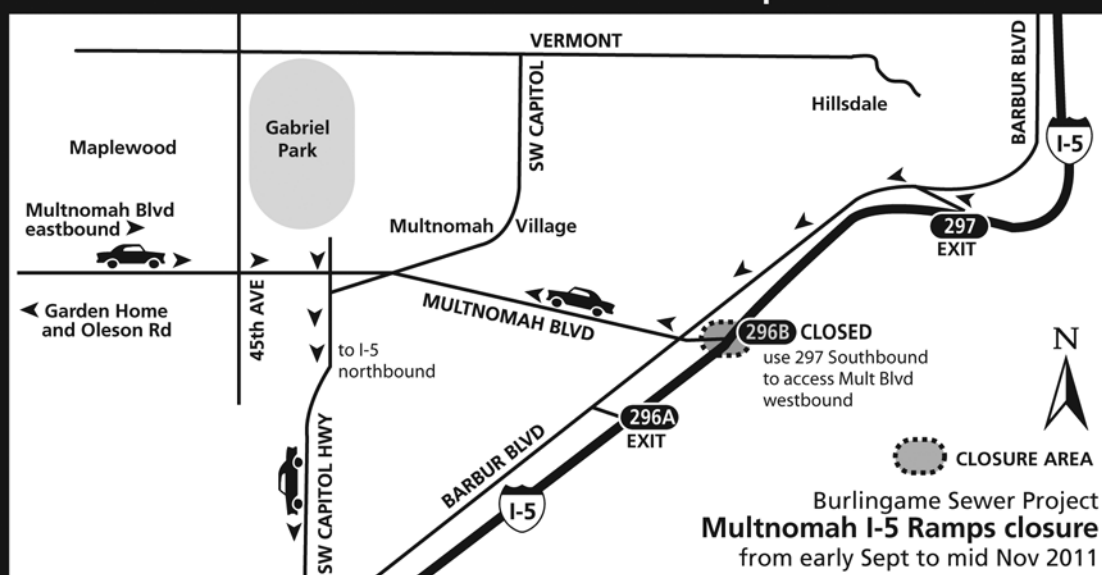 VERMONT
BARBUR BLVD
SW CAPITOL
Hillsdale
I-5
Gabriel
Park
Maplewood
Multnomah Blvd
eastbound
Multnomah Village
297
EXIT
Garden Home
and Oleson Rd
45th AVE
MULTNOMAH BLVD
296B CLOSED
use 297 Southbound
to access Mult Blvd
westbound
N
to I-5
northbound
296A
EXIT
BARBUR BLVD
SW CAPITOL HWY
I-5
CLOSURE AREA
Burlingame Sewer Project
Multnomah I-5 Ramps closure
from early Sept to mid Nov 2011